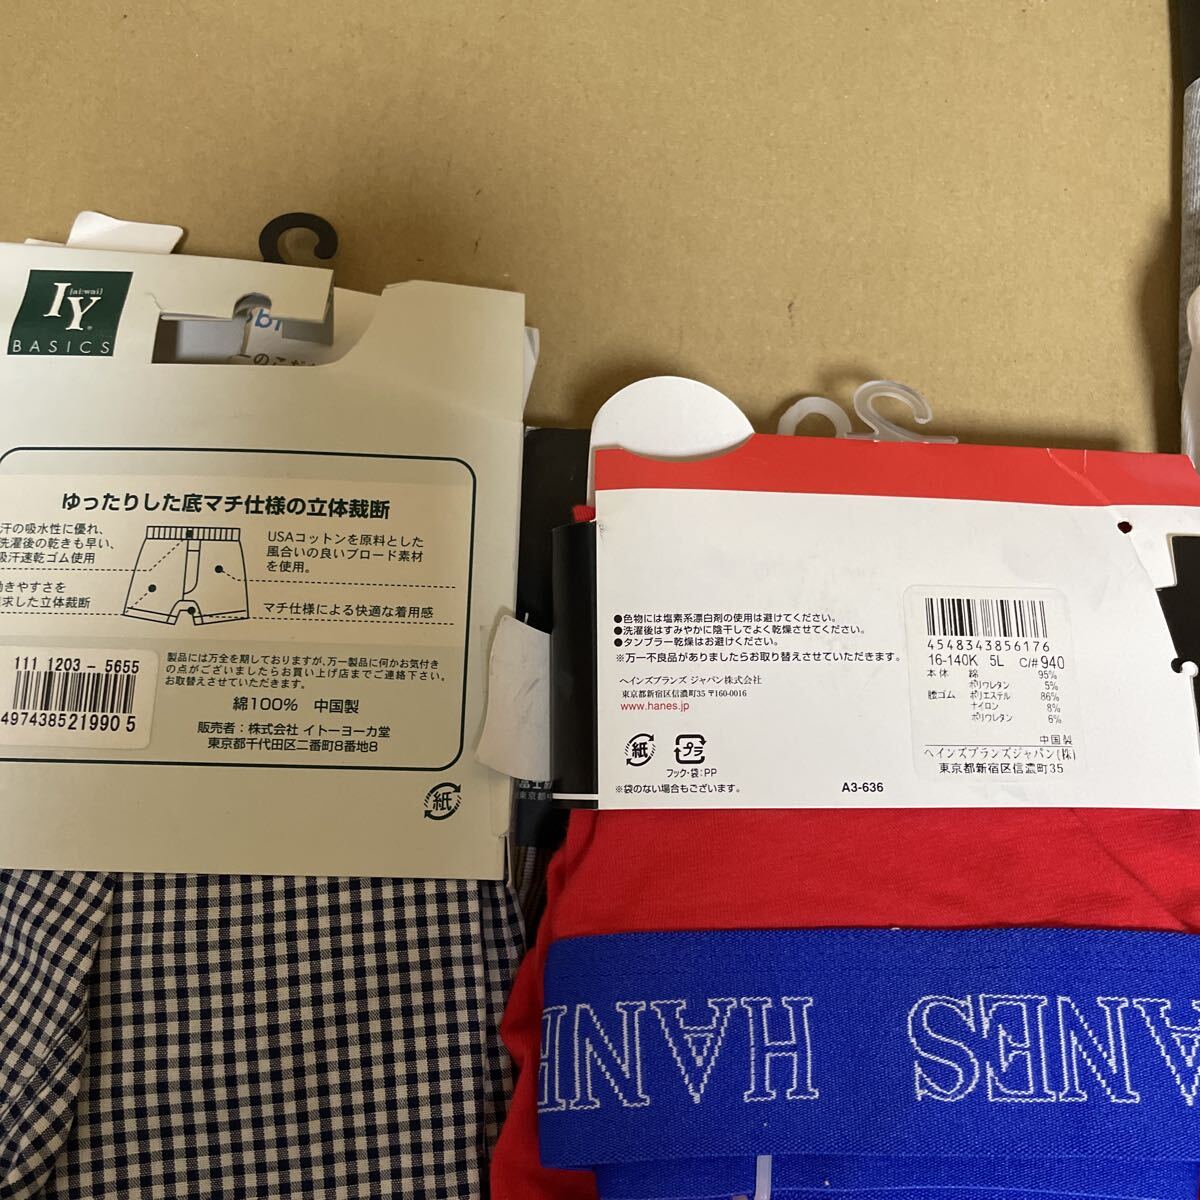 [ai:wai]
IY
BASICS
ゆったりした底マチ仕様の立体裁断
汗の吸水性に優れ、
洗濯後の乾きも早い、
吸汗速乾ゴム使用
USAコットンを原料とした
風合いの良いブロード素材
を使用。
マチ仕様による快適な着用感
した立体裁断
111 1203 - 5655
497438521990 5
製品には万全を期しておりますが、万一製品に何かお気付き
の点がございましたらお買い上げ店までご連絡下さい。
お取替えさせていただきます。
綿100% 中国製
販売者:株式会社 イトーヨーカ堂
東京都千代田区二番町8番地8
紙
●色物には塩素系漂白剤の使用は避けてください。
●洗濯後はすみやかに陰干しでよく乾燥させてください。
●タンブラー乾燥はお避けください。
※万一不良品がありましたらお取り替えさせていただきます。
ヘインズブランズ ジャパン株式会社
東京都新宿区信濃町35 〒160-0016
www.hanes.jp
紙
プラ
フック・袋:PP
※袋のない場合もございます。
A3-636
4548343856176
16-140K 5L C/# 940
本体 綿 95%
ポリウレタン 5%
腰ゴム ポリエステル 86%
ナイロン 8%
ポリウレタン 6%
中国製
ヘインズブランズジャパン(株)
東京都新宿区信濃町35
HANES
HANE